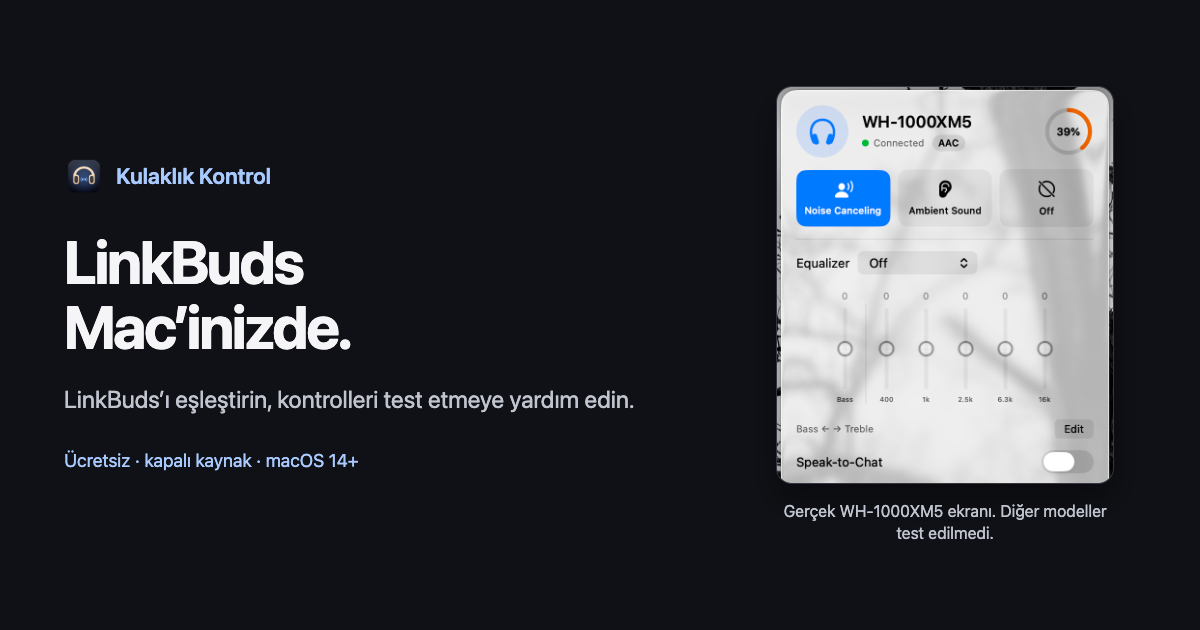 Kulaklık Kontrol
LinkBuds
Mac’inizde.
LinkBuds’ı eşleştirin, kontrolleri test etmeye yardım edin.
Ücretsiz · kapalı kaynak · macOS 14+
WH-1000XM5
Connected AAC
39%
Noise Canceling Ambient Sound Off
Equalizer Off
0 0 0 0 0 0
Bass 400 1k 2.5k 6.3k 16k
Bass ← → Treble Edit
Speak-to-Chat
Gerçek WH-1000XM5 ekranı. Diğer modeller
test edilmedi.